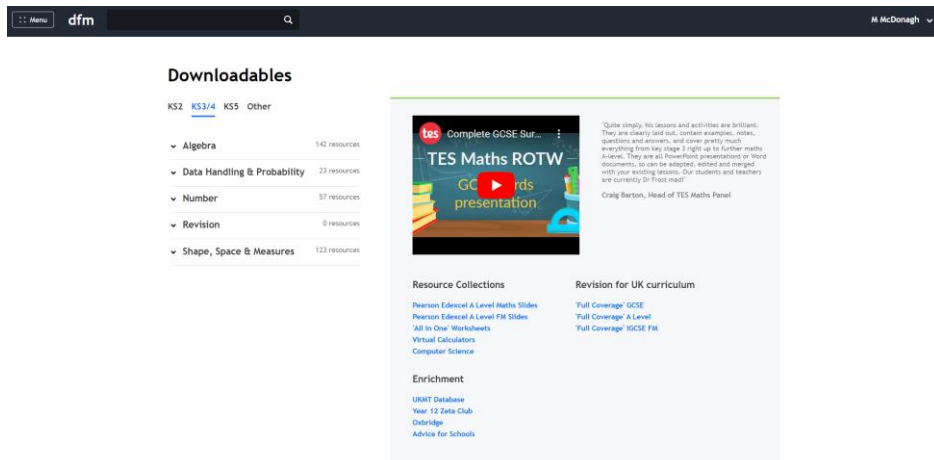 Menu
dfm
M McDonagh
Downloadables
KS2 KS3/4 KS5 Other
Algebra 142 resources
Data Handling & Probability 23 resources
Number 57 resources
Revision 0 resources
Shape, Space & Measures 123 resources
tes Complete GCSE Sur...
TES Maths ROTW
presentation
"Quite simply, his lessons and activities are brilliant.
They are clearly laid out, contain examples, notes,
questions and answers, and cover pretty much
everything from key stage 3 right up to further maths
A-level. They are all PowerPoint presentations or Word
documents, so can be adapted, edited and merged
with your existing lessons. Our students and teachers
are currently Dr Frost mad!"
Craig Barton, Head of TES Maths Panel
Resource Collections
Pearson Edexcel A Level Maths Slides
Pearson Edexcel A Level FM Slides
'All in One' Worksheets
Virtual Calculators
Computer Science
Revision for UK curriculum
'Full Coverage' GCSE
'Full Coverage' A Level
'Full Coverage' IGCSE FM
Enrichment
UKMT Database
Year 12 Zeta Club
Oxbridge
Advice for Schools